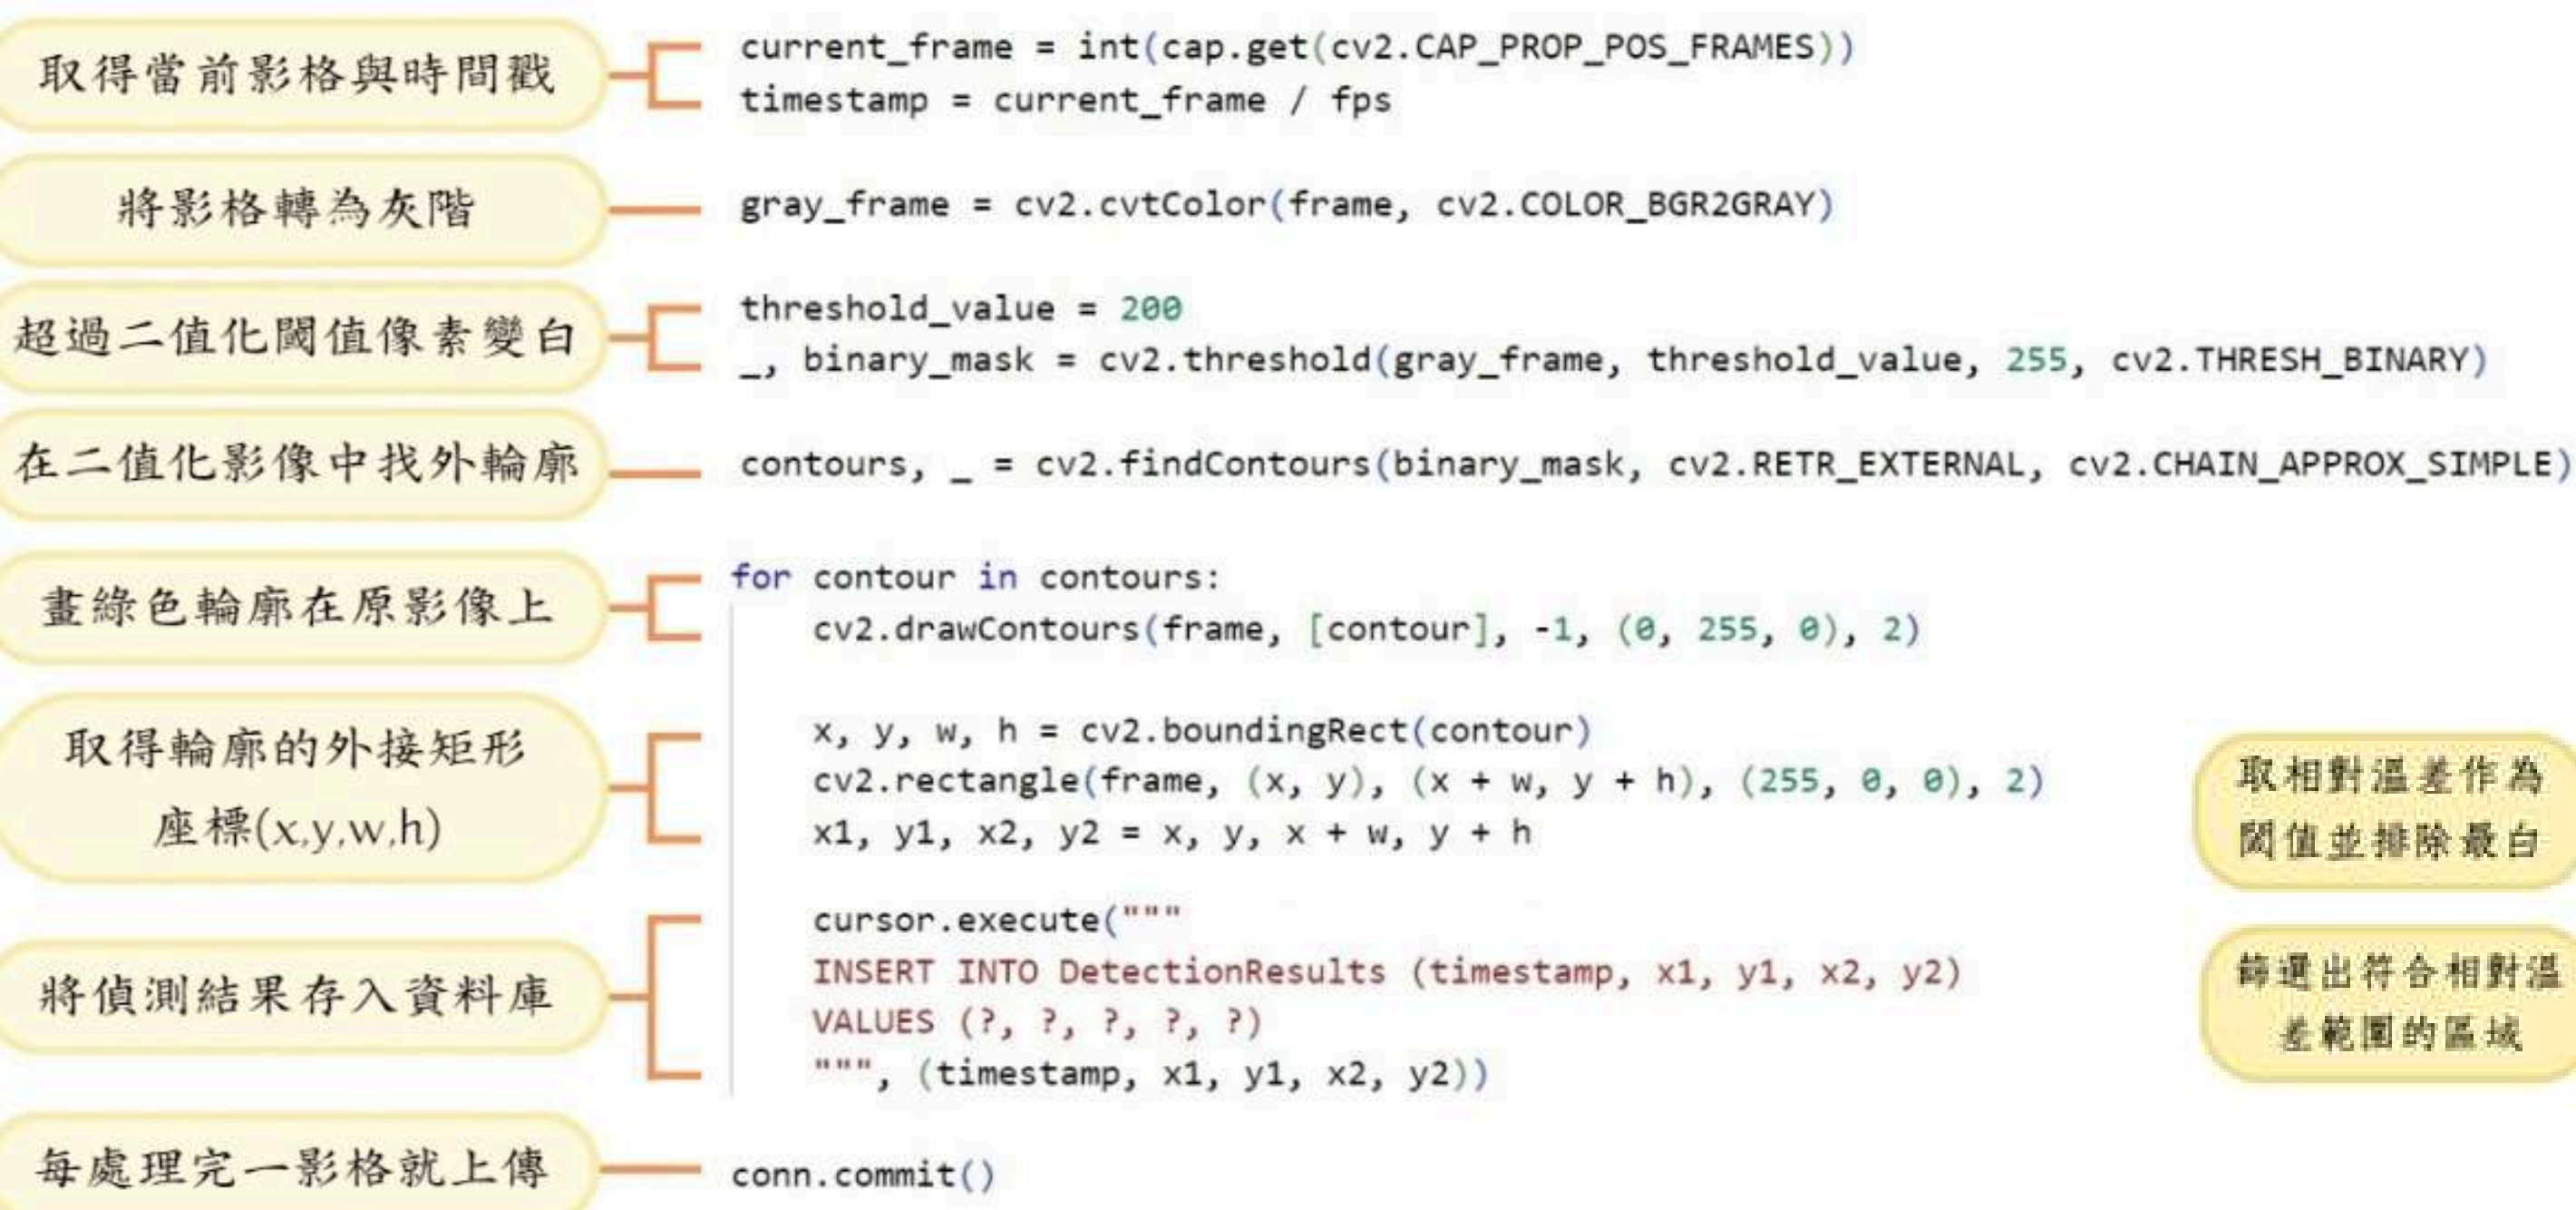 取得當前影格與時間戳
current_frame = int(cap.get(cv2.CAP_PROP_POS_FRAMES))
timestamp = current_frame / fps
將影格轉為灰階
gray_frame = cv2.cvtColor(frame, cv2.COLOR_BGR2GRAY)
超過二值化閾值像素變白
threshold_value = 200
_, binary_mask = cv2.threshold(gray_frame, threshold_value, 255, cv2.THRESH_BINARY)
在二值化影像中找外輪廓
contours, _ = cv2.findContours(binary_mask, cv2.RETR_EXTERNAL, cv2.CHAIN_APPROX_SIMPLE)
畫綠色輪廓在原影像上
for contour in contours:
cv2.drawContours(frame, [contour], -1, (0, 255, 0), 2)
取得輪廓的外接矩形
座標(x,y,w,h)
x, y, w, h = cv2.boundingRect(contour)
cv2.rectangle(frame, (x, y), (x + w, y + h), (255, 0, 0), 2)
x1, y1, x2, y2 = x, y, x + w, y + h
取相對溫差作為
閾值並排除最白
將偵測結果存入資料庫
cursor.execute("""
INSERT INTO DetectionResults (timestamp, x1, y1, x2, y2)
VALUES (?, ?, ?, ?, ?)
""", (timestamp, x1, y1, x2, y2))
篩選出符合相對溫
差範圍的區域
每處理完一影格就上傳
conn.commit()